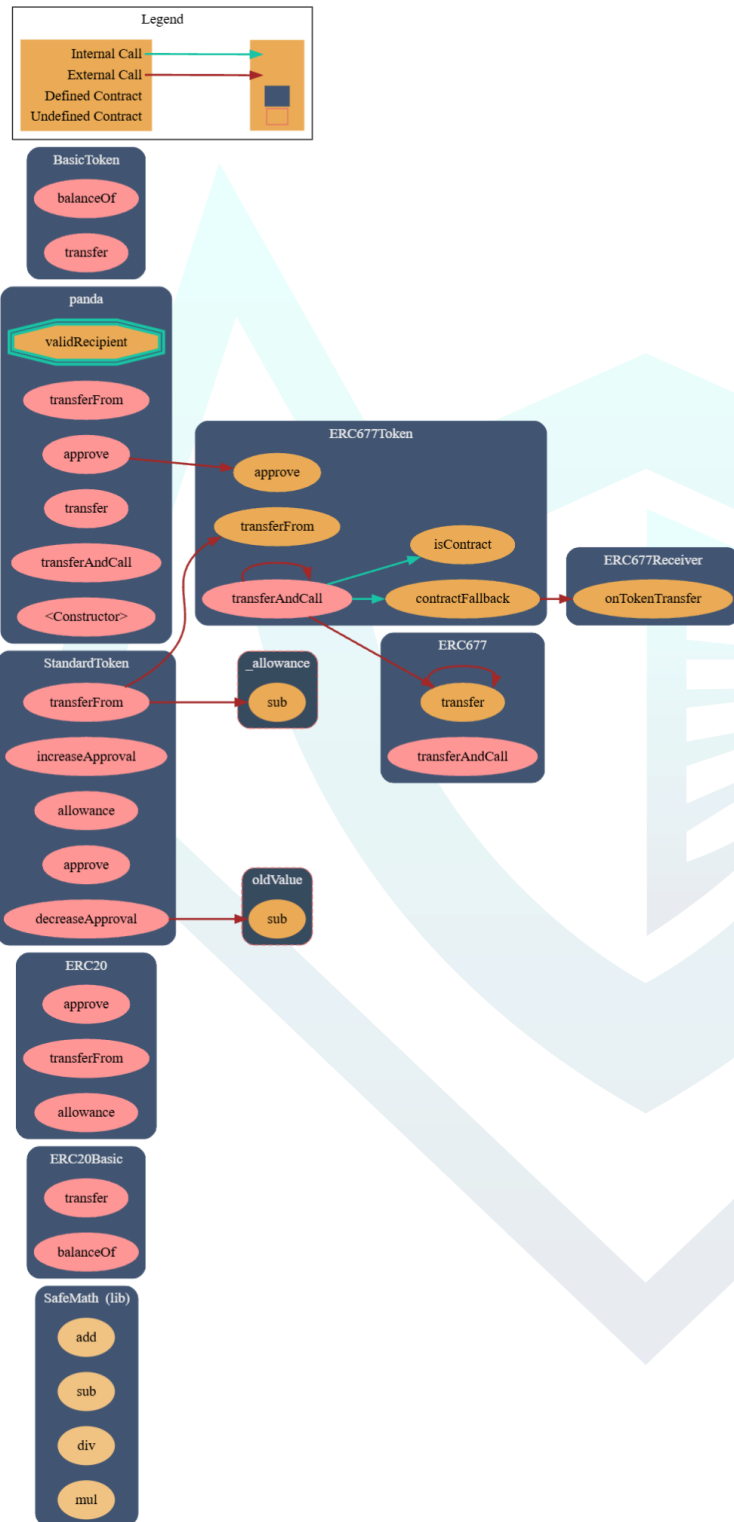 Legend
Internal Call
External Call
Defined Contract
Undefined Contract
BasicToken
balanceOf
transfer
panda
validRecipient
transferFrom
approve
transfer
transferAndCall
<Constructor>
ERC677Token
approve
transferFrom
isContract
transferAndCall
contractFallback
ERC677Receiver
onTokenTransfer
ERC677
transfer
transferAndCall
StandardToken
transferFrom
increaseApproval
allowance
approve
decreaseApproval
_allowance
sub
oldValue
sub
ERC20
approve
transferFrom
allowance
ERC20Basic
transfer
balanceOf
SafeMath (lib)
add
sub
div
mul